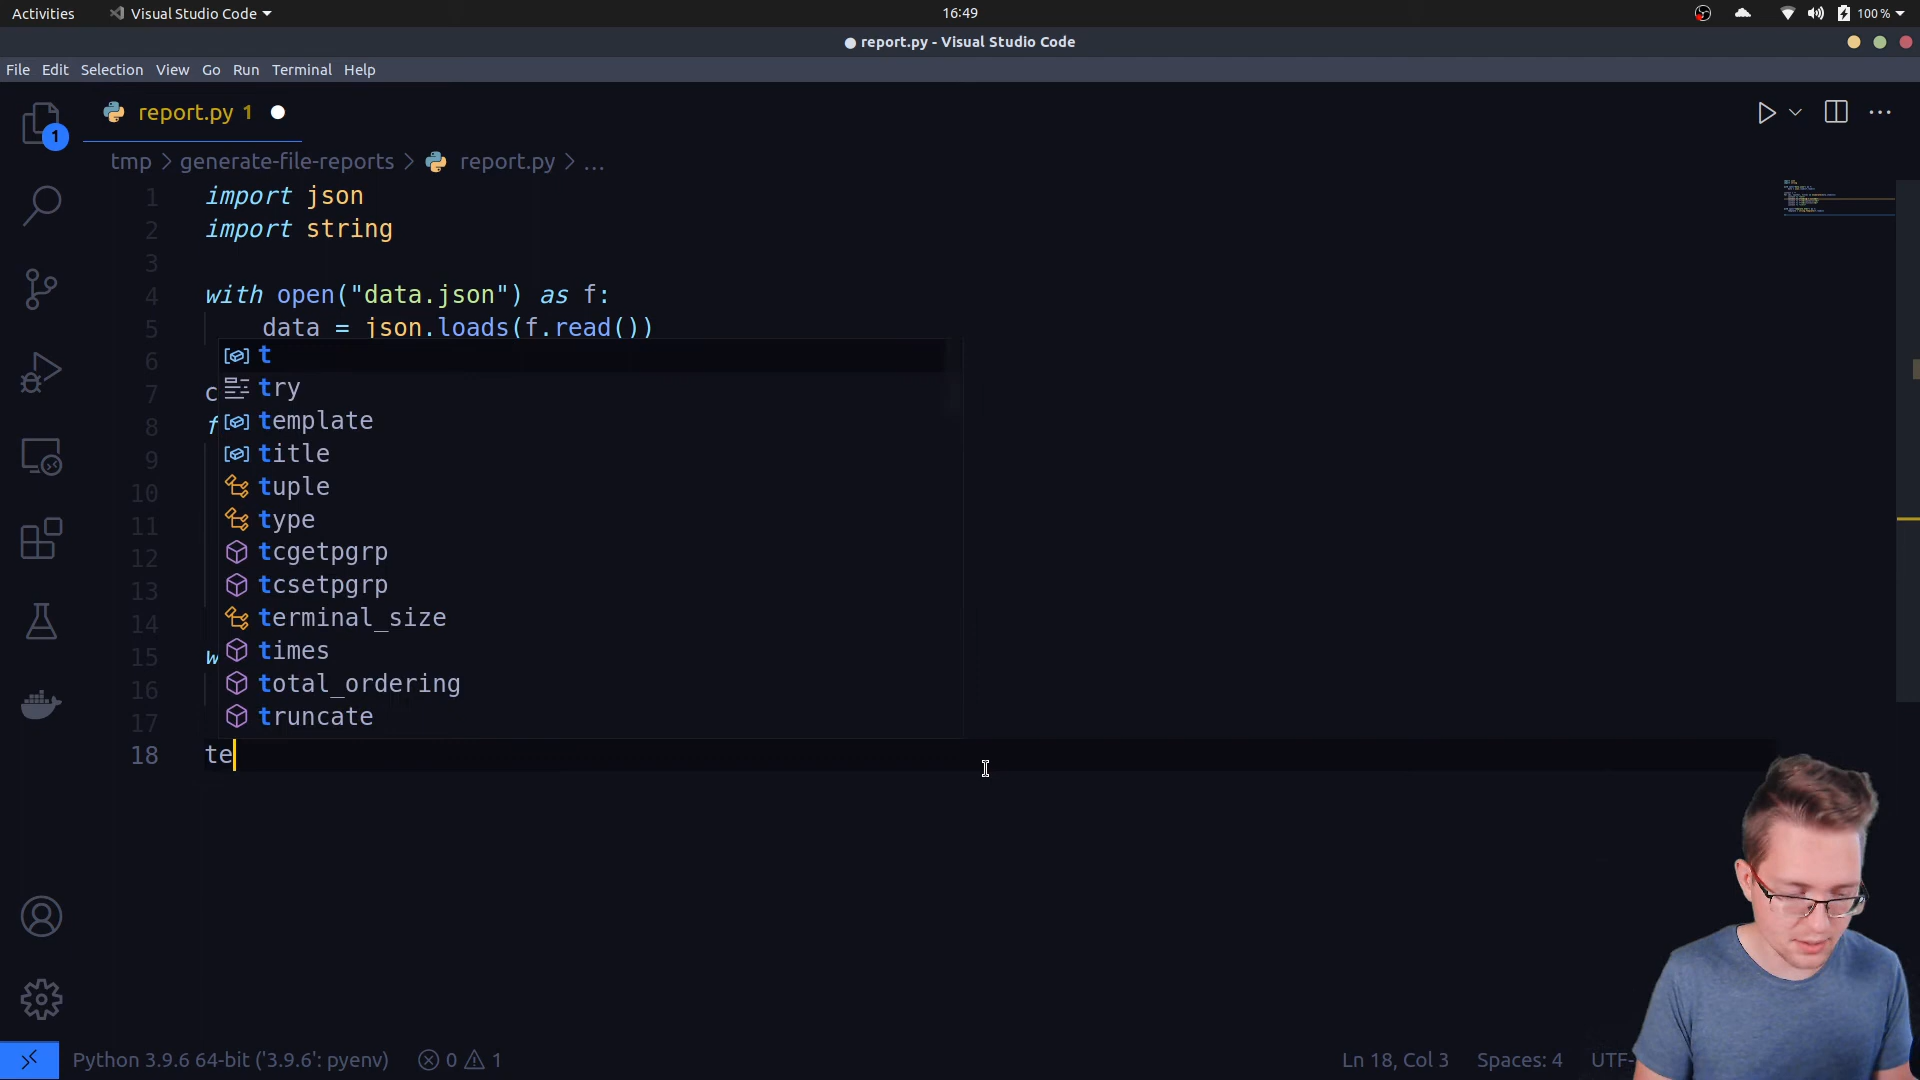 Activities Visual Studio Code 16:49 100 %
report.py - Visual Studio Code
File Edit Selection View Go Run Terminal Help
report.py 1
1
tmp > generate-file-reports > report.py > ...
1 import json
2 import string
3
4 with open("data.json") as f:
5 data = json.loads(f.read())
6 t
7 c try
8 f template
9 title
10 tuple
11 type
12 tcgetpgrp
13 tcsetpgrp
14 terminal_size
15 w times
16 total_ordering
17 truncate
18 te
Python 3.9.6 64-bit ('3.9.6': pyenv) 0 1 Ln 18, Col 3 Spaces: 4 UTF-